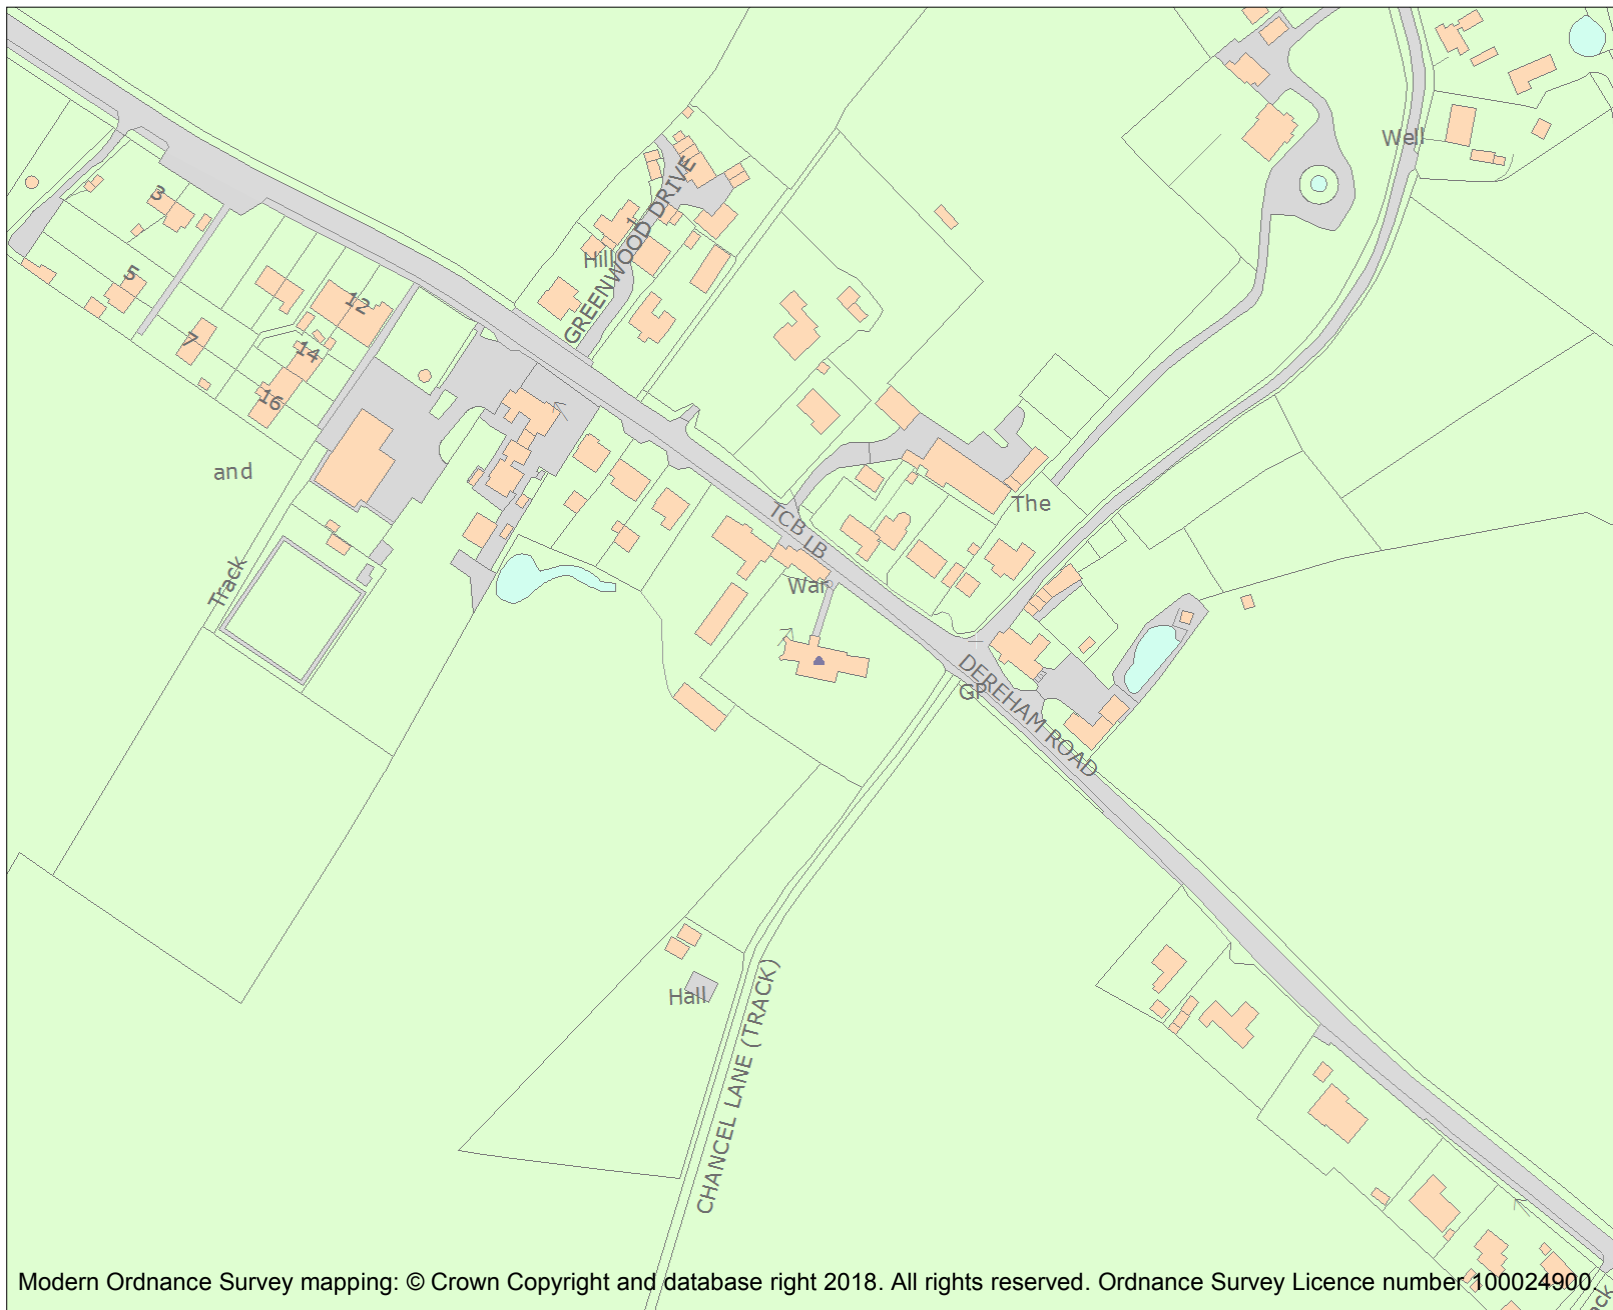 Well
GREENWOOD DRIVE
1
Hill
3
5
12
7
14
16
and
The
TCB
LB
Track
War
DEREHAM ROAD
GP
Hall
CHANCEL LANE (TRACK)
Modern Ordnance Survey mapping: © Crown Copyright and database right 2018. All rights reserved. Ordnance Survey Licence number 100024900.
ack